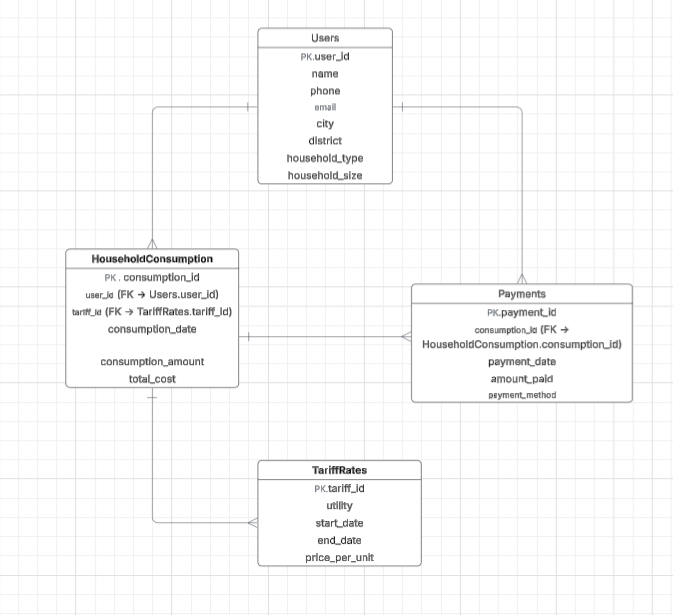 Users
PK.user_id
name
phone
email
city
district
household_type
household_size
HouseholdConsumption
PK . consumption_id
user_id (FK → Users.user_id)
tariff_id (FK → TariffRates.tariff_id)
consumption_date
consumption_amount
total_cost
Payments
PK.payment_id
consumption_id (FK →
HouseholdConsumption.consumption_id)
payment_date
amount_paid
payment_method
TariffRates
PK.tariff_id
utility
start_date
end_date
price_per_unit